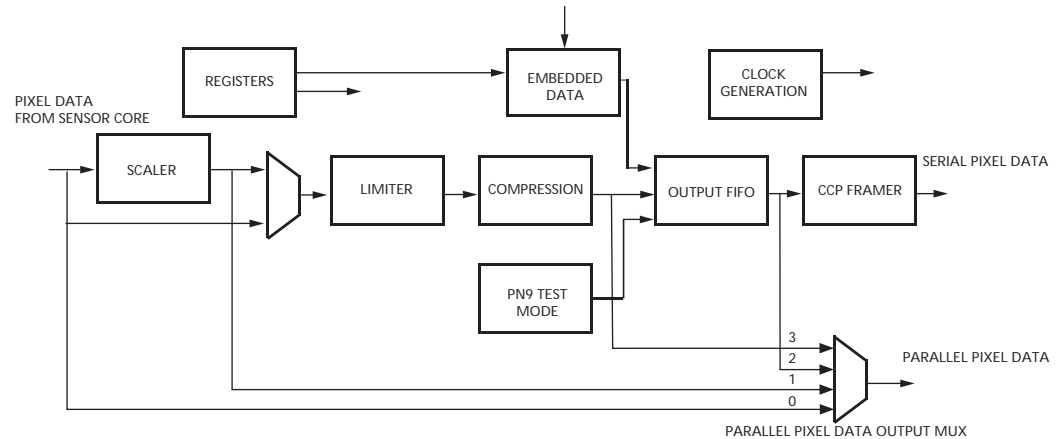 REGISTERS
EMBEDDED
DATA
CLOCK
GENERATION
PIXEL DATA
FROM SENSOR CORE
SCALER
LIMITER
COMPRESSION
OUTPUT FIFO
CCP FRAMER
SERIAL PIXEL DATA
PN9 TEST
MODE
3
2
1
0
PARALLEL PIXEL DATA
PARALLEL PIXEL DATA OUTPUT MUX